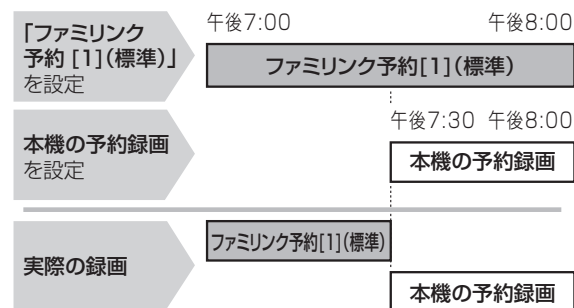 「ファミリンク
予約 [1](標準)」
を設定
午後7:00 午後8:00
ファミリンク予約[1](標準)
午後7:30 午後8:00
本機の予約録画
を設定
本機の予約録画
実際の録画
ファミリンク予約[1](標準)
本機の予約録画